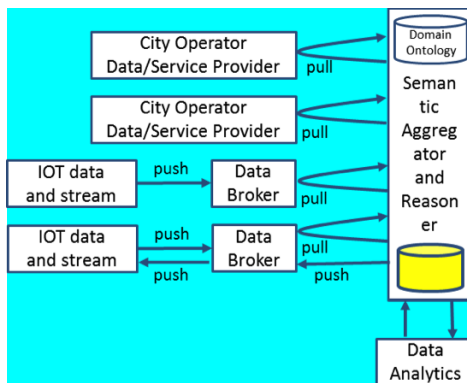 City Operator
Data/Service Provider
pull
Domain
Ontology
City Operator
Data/Service Provider
pull
Seman
tic
Aggreg
ator
and
Reason
er
IOT data
and stream
push
Data
Broker
pull
IOT data
and stream
push
push
Data
Broker
pull
push
Data
Analytics